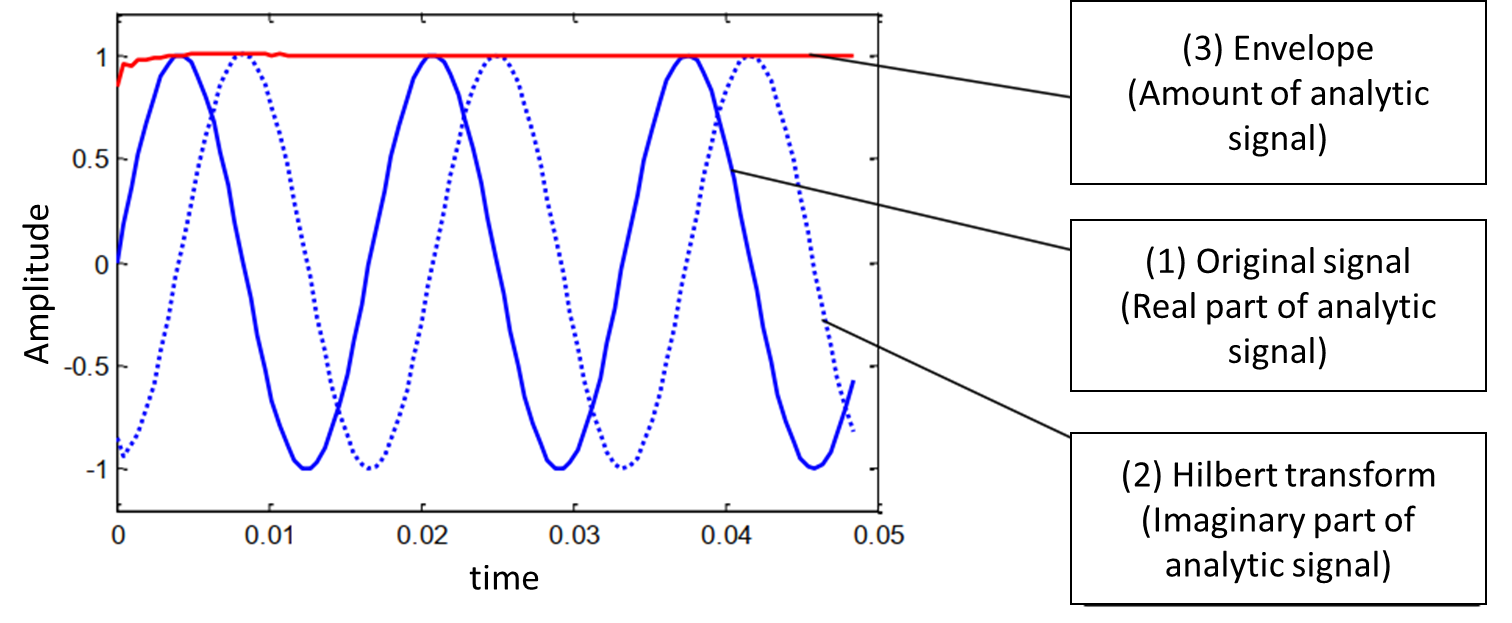 1
0.5
0
-0.5
-1
Amplitude
0
0.01
0.02
0.03
0.04
0.05
time
(3) Envelope
(Amount of analytic
signal)
(1) Original signal
(Real part of analytic
signal)
(2) Hilbert transform
(Imaginary part of
analytic signal)